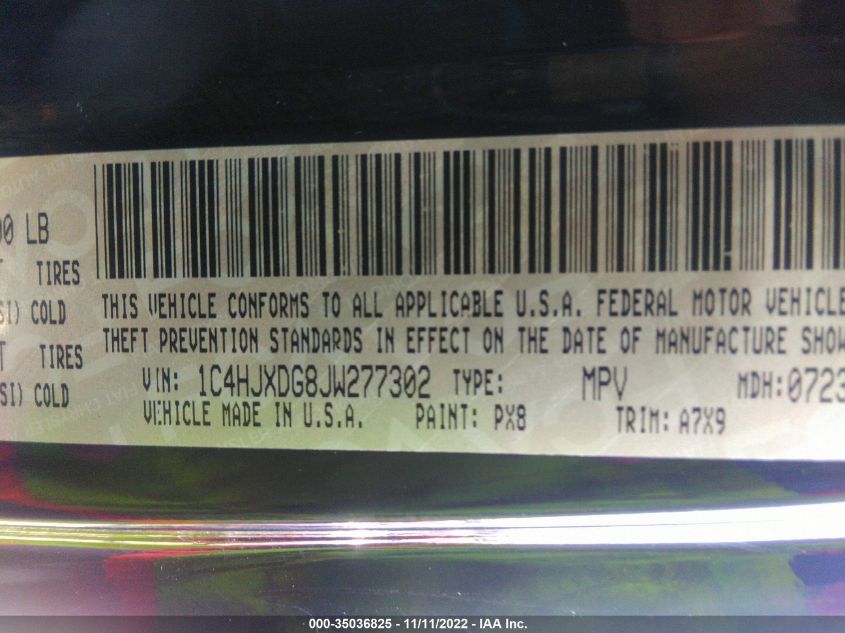 00 LB
TIRES
SI) COLD
TIRES
SI) COLD
THIS VEHICLE CONFORMS TO ALL APPLICABLE U.S.A. FEDERAL MOTOR VEHICLE
THEFT PREVENTION STANDARDS IN EFFECT ON THE DATE OF MANUFACTURE SHOW
VIN: 1C4HJXDG8JW277302 TYPE: MPV MDH:0723
VEHICLE MADE IN U.S.A. PAINT: PX8 TRIM: A7X9
000-35036825 - 11/11/2022 - IAA Inc.